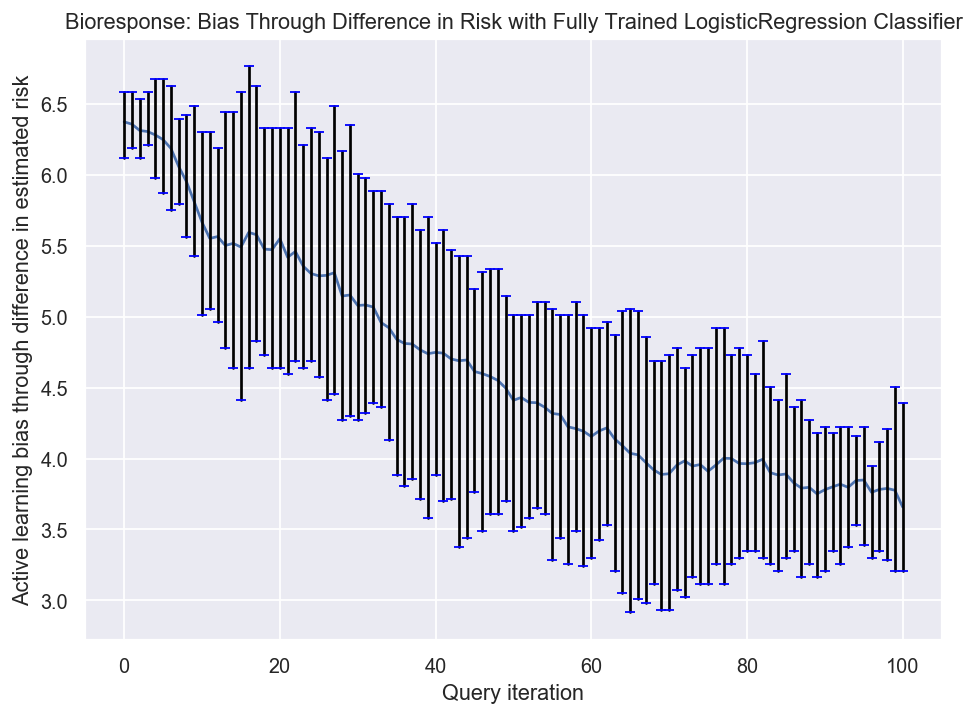 Bioresponse: Bias Through Difference in Risk with Fully Trained LogisticRegression Classifier
Active learning bias through difference in estimated risk
6.5
6.0
5.5
5.0
4.5
4.0
3.5
3.0
0 20 40 60 80 100
Query iteration